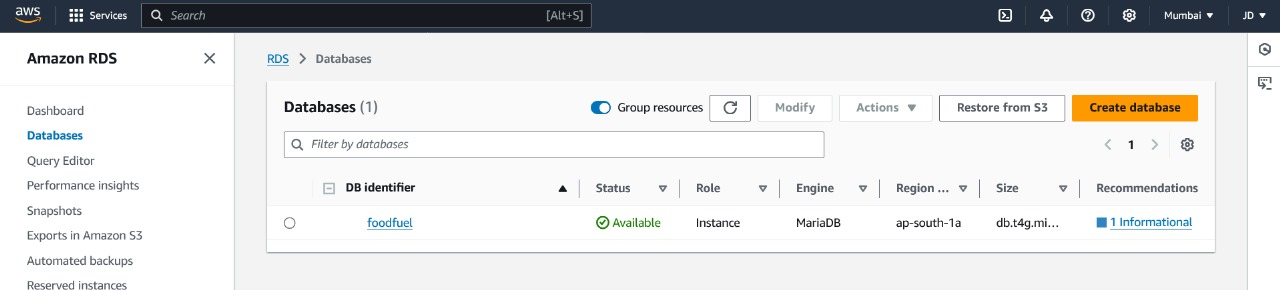 aws Services Search [Alt+S] Mumbai ▼ JD ▼
Amazon RDS
Dashboard
Databases
Query Editor
Performance insights
Snapshots
Exports in Amazon S3
Automated backups
Reserved instances
RDS > Databases
Databases (1) Group resources Modify Actions ▼ Restore from S3 Create database
Filter by databases 1
DB identifier Status Role Engine Region ... Size Recommendations
foodfuel Available Instance MariaDB ap-south-1a db.t4g.mi... 1 Informational